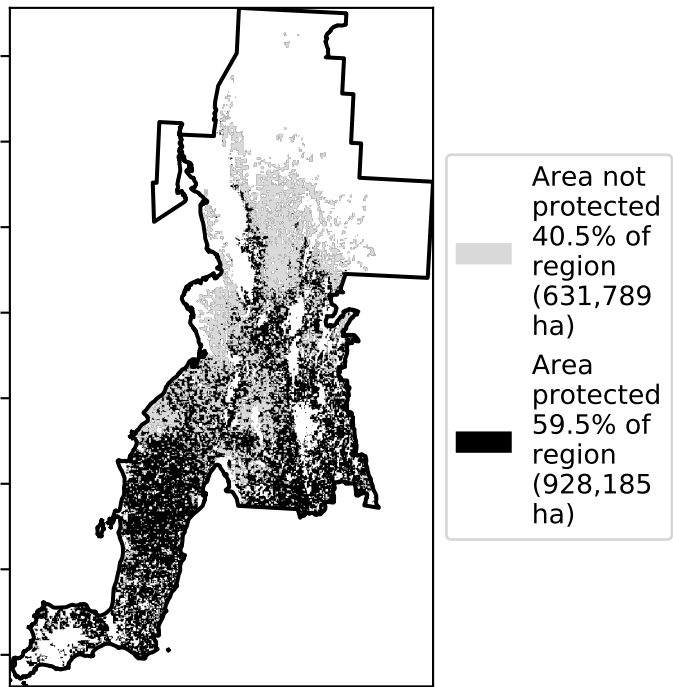 Area not
protected
40.5% of
region
(631,789
ha)
Area
protected
59.5% of
region
(928,185
ha)